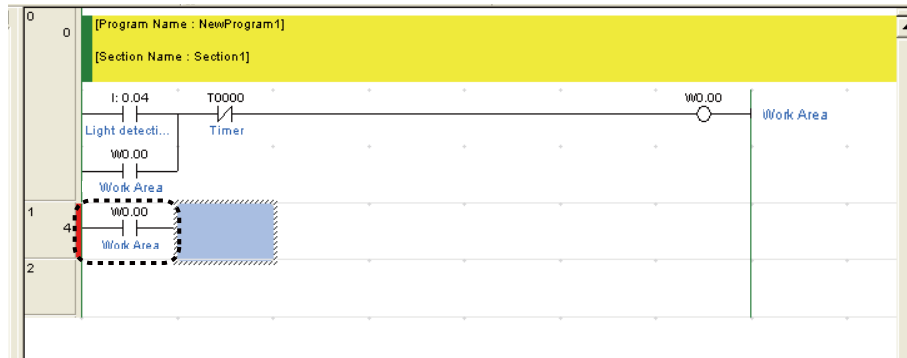 0
0
[Program Name : NewProgram1]
[Section Name : Section1]
I: 0.04 T0000 W0.00
Work Area
Light detecti... Timer
W0.00
Work Area
1
W0.00
4
Work Area
2